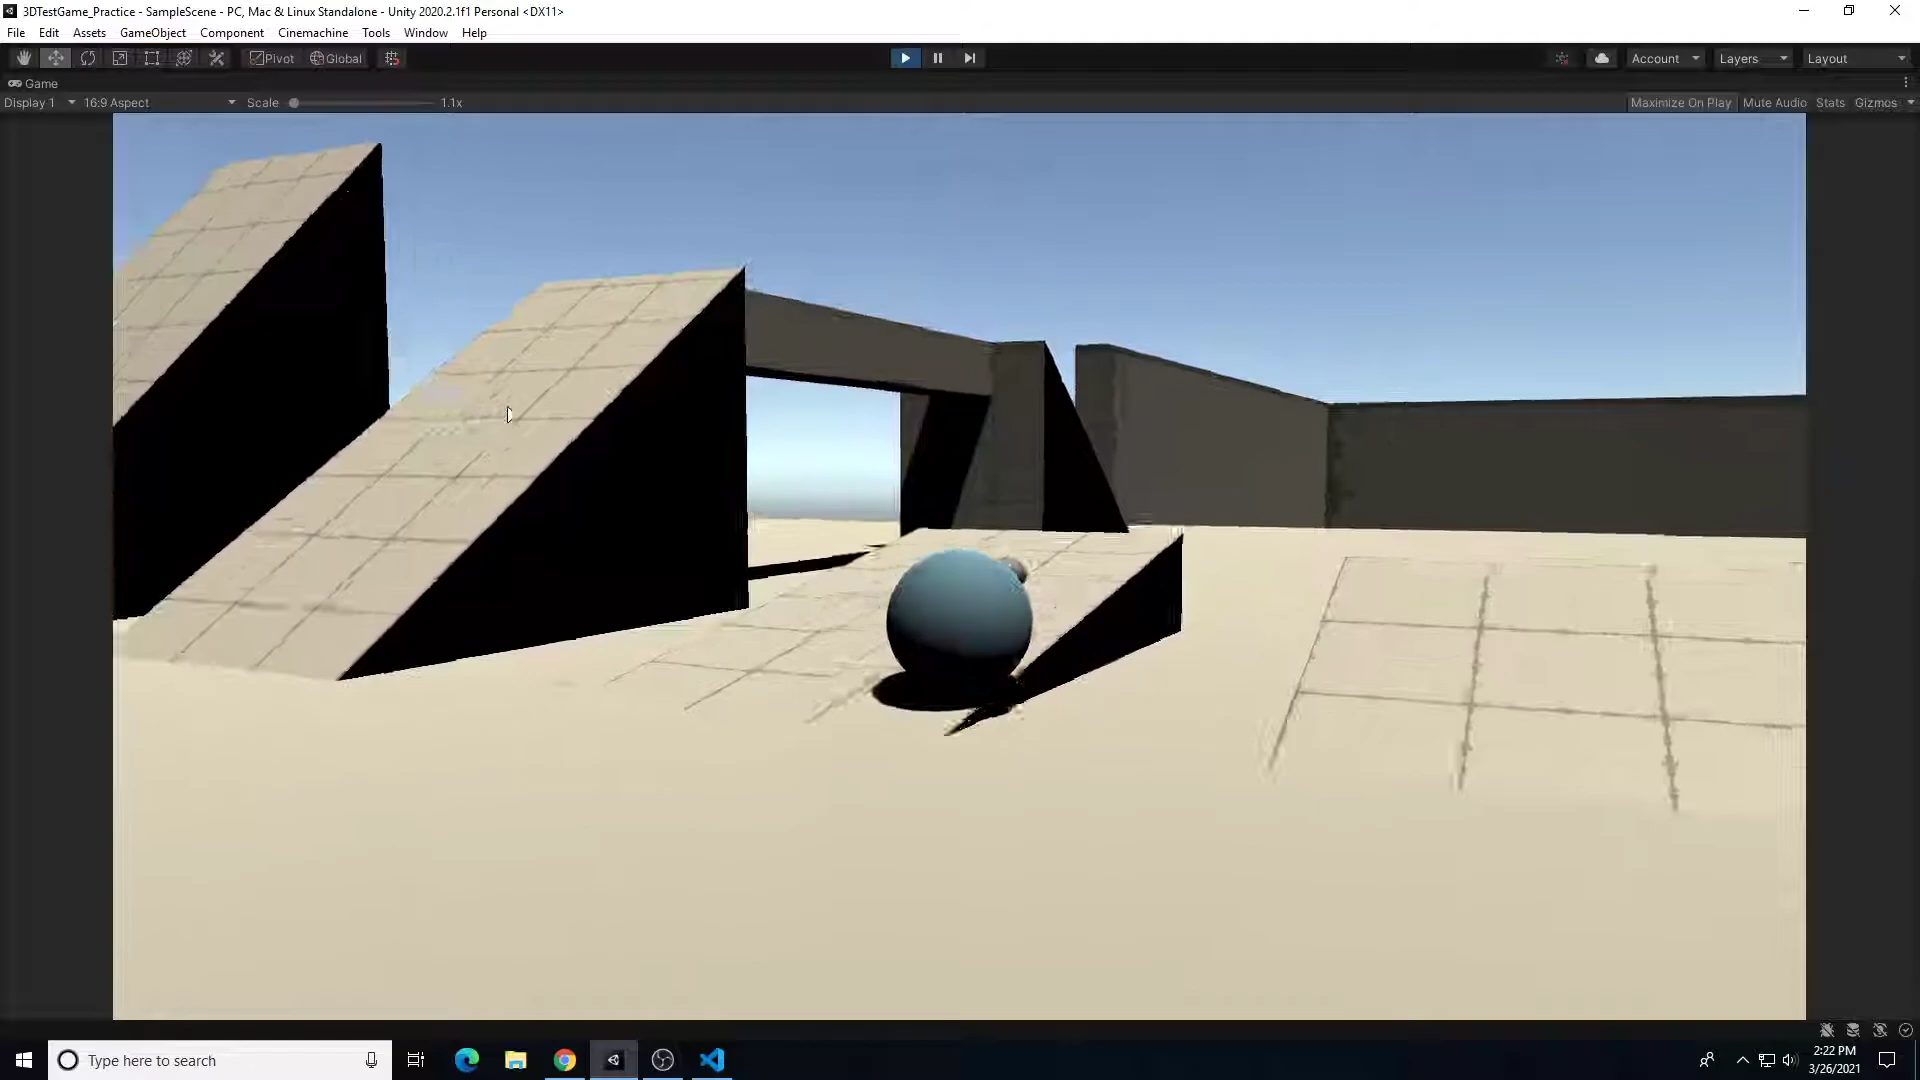 3DTestGame_Practice - SampleScene - PC, Mac & Linux Standalone - Unity 2020.2.1f1 Personal <DX11>
File Edit Assets GameObject Component Cinemachine Tools Window Help
Pivot Global Account Layers Layout
Game
Display 1 16:9 Aspect Scale 1.1x Maximize On Play Mute Audio Stats Gizmos
Type here to search
2:22 PM
3/26/2021